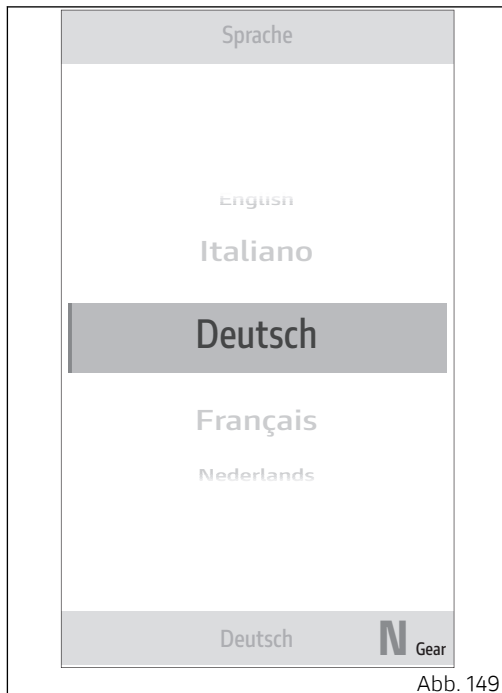 Sprache
English
Italiano
Deutsch
Français
Nederlands
Deutsch N Gear
Abb. 149